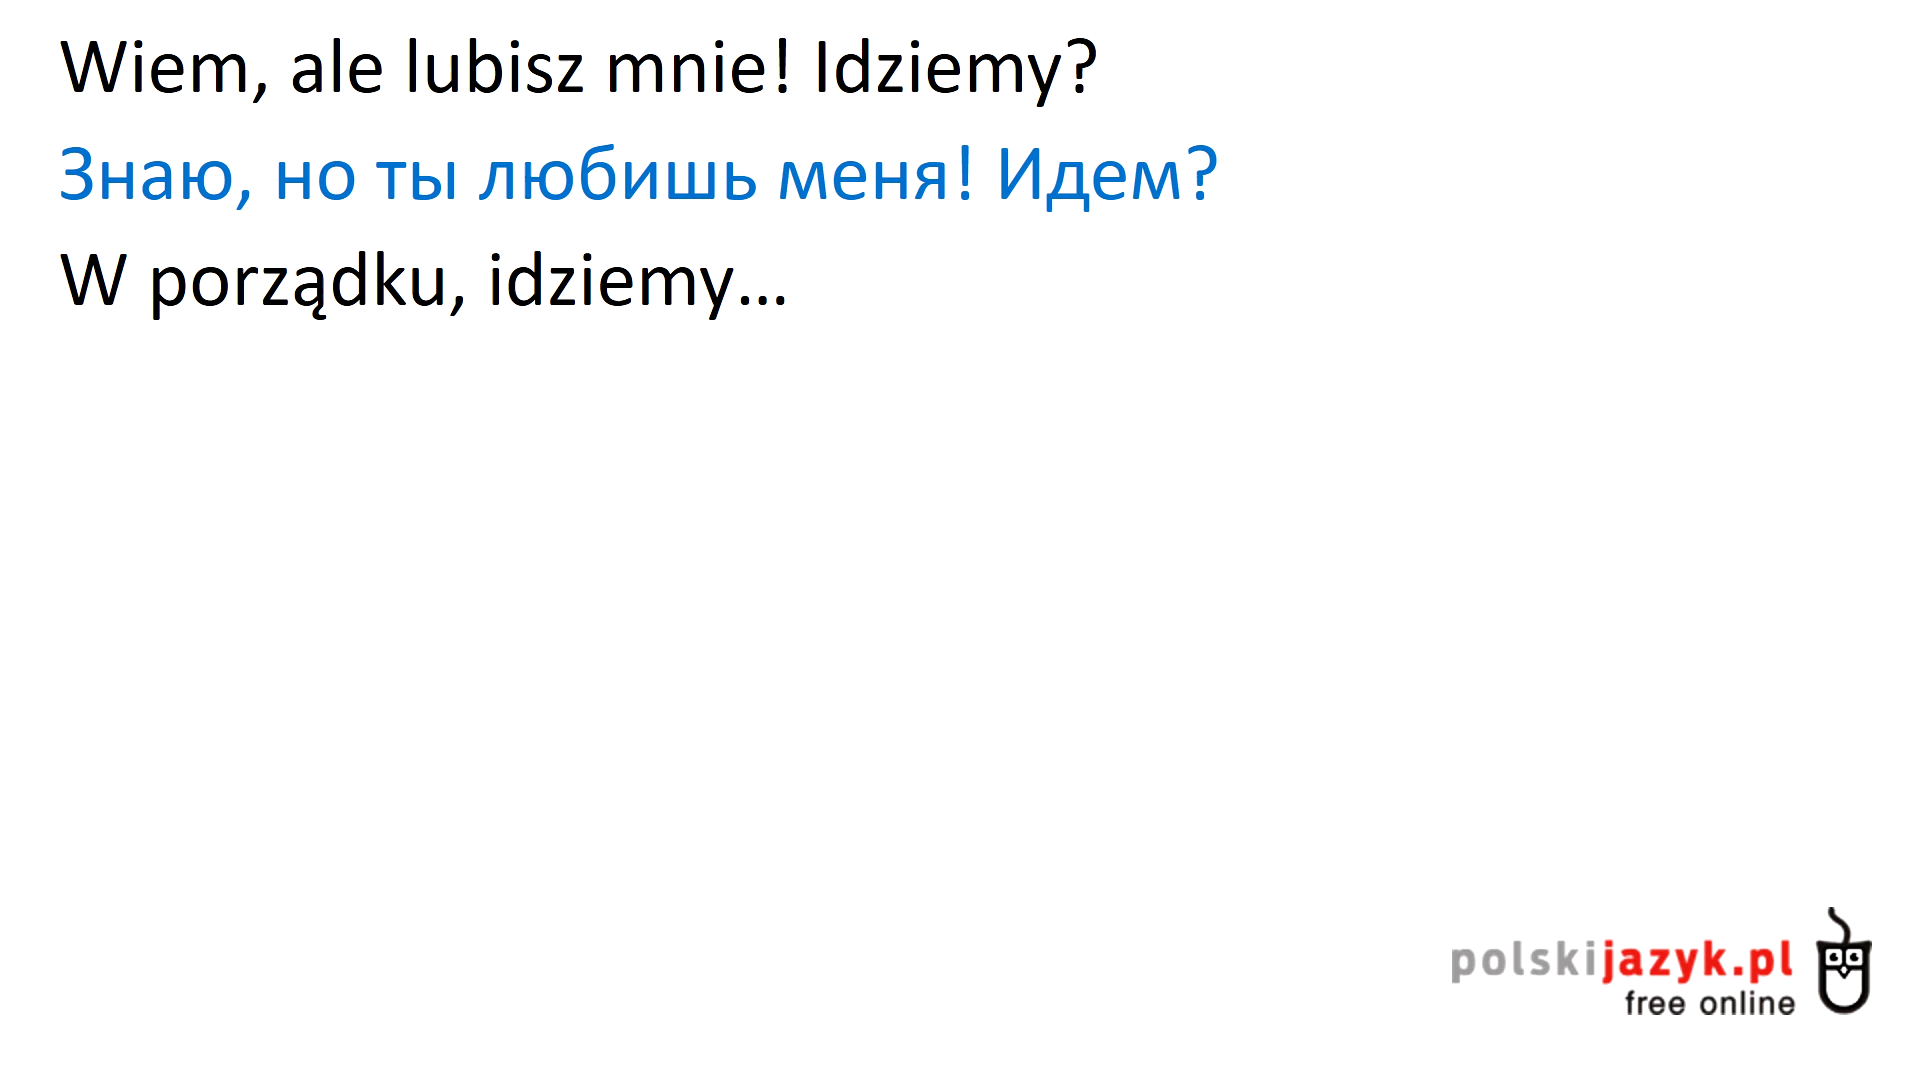 Wiem, ale lubisz mnie! Idziemy?
Знаю, но ты любишь меня! Идем?
W porządku, idziemy...
polskijazyk.pl
free online